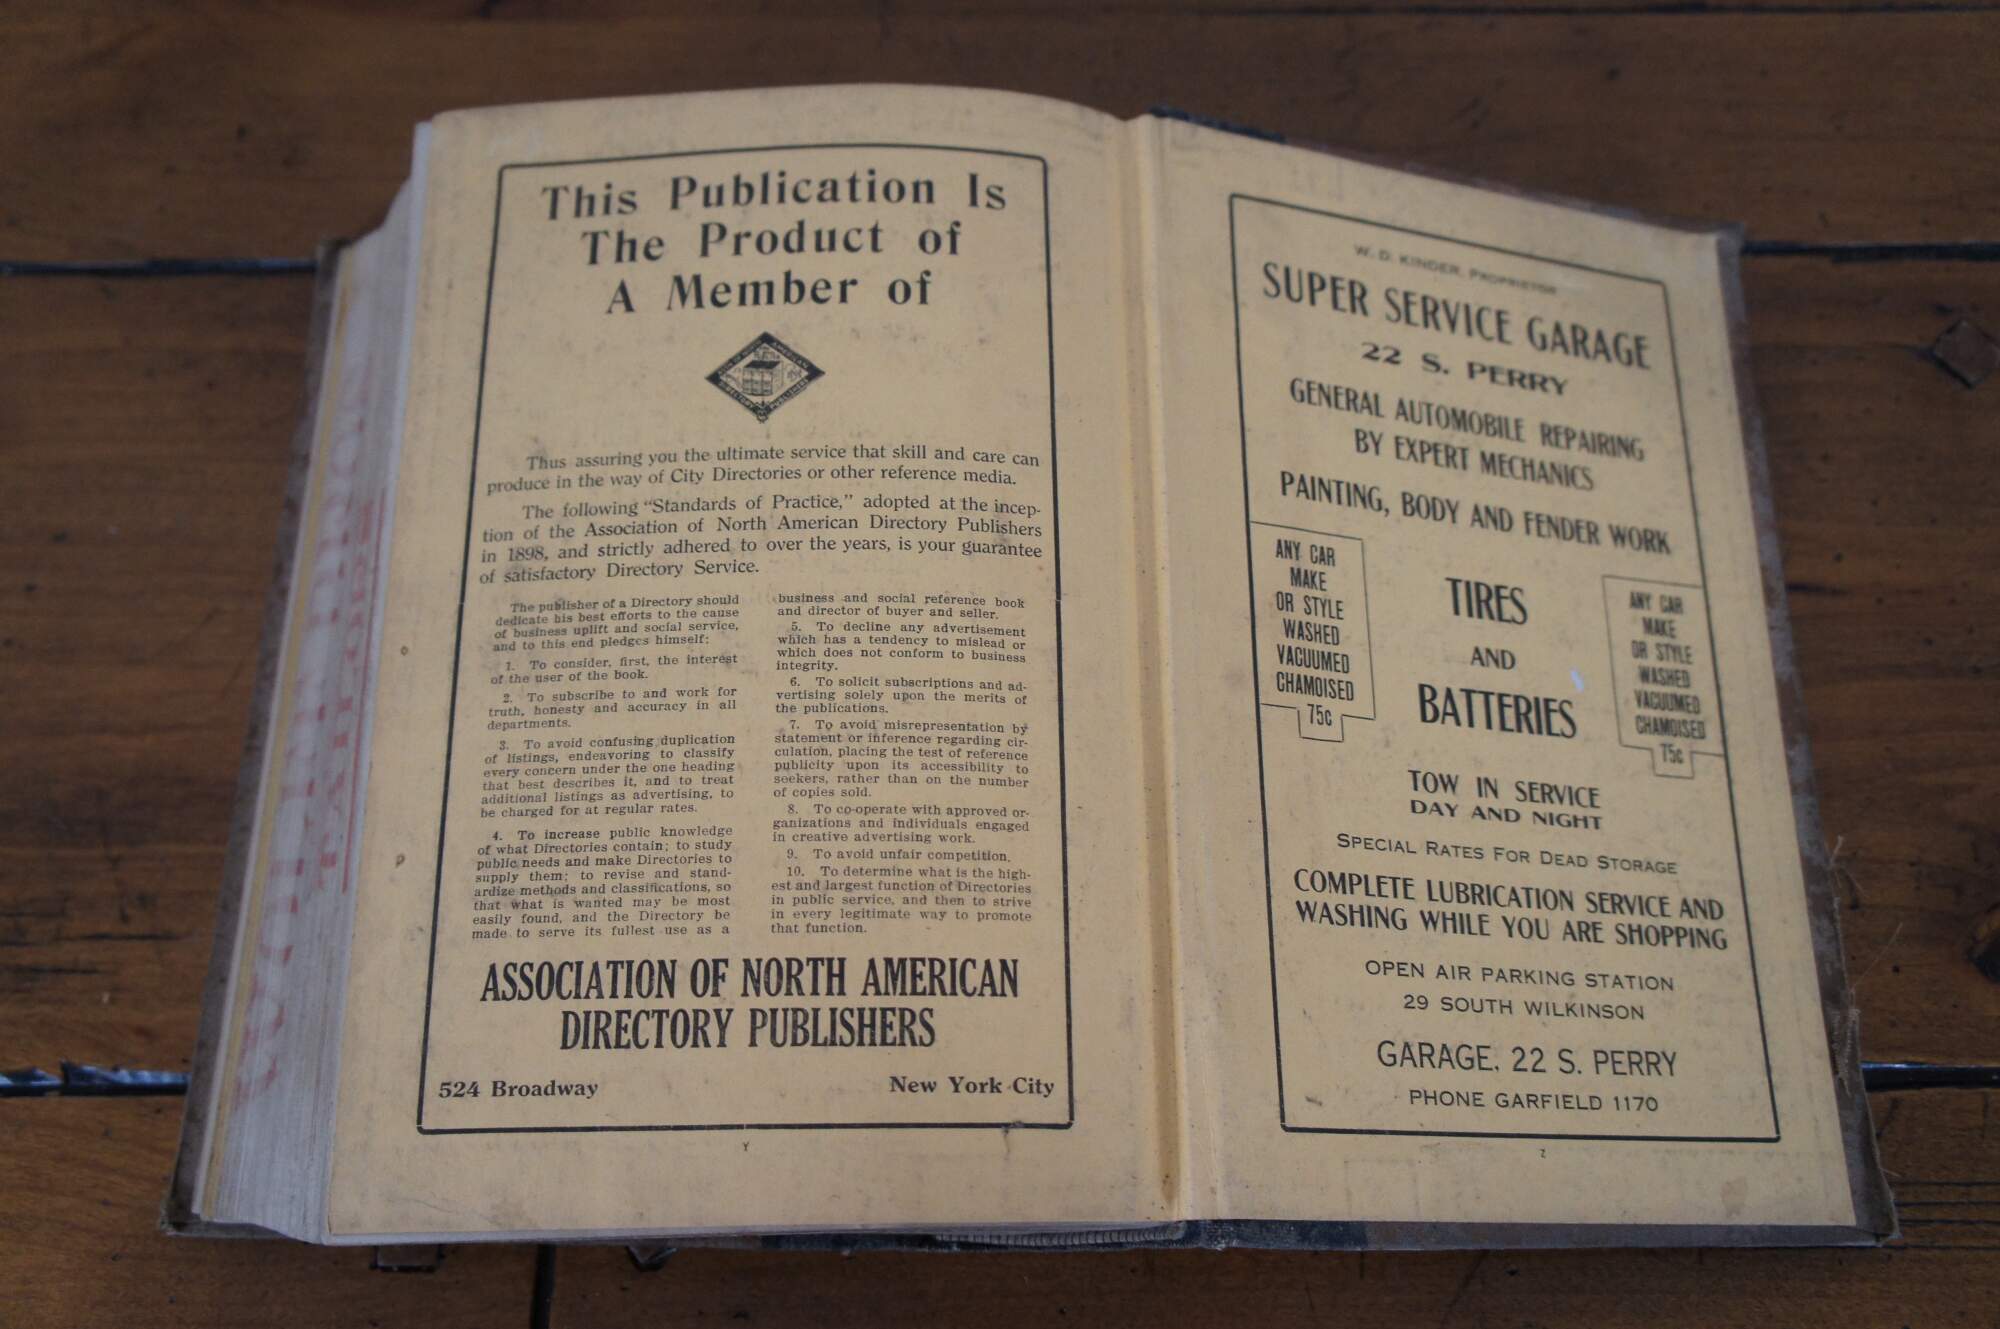 This Publication Is
The Product of
A Member of
Thus assuring you the ultimate service that skill and care can
produce in the way of City Directories or other reference media.
The following "Standards of Practice," adopted at the incep-
tion of the Association of North American Directory Publishers
in 1898, and strictly adhered to over the years, is your guarantee
of satisfactory Directory Service.
The publisher of a Directory should
dedicate his best efforts to the cause
of business uplift and social service,
and to this end pledges himself:
1. To consider, first, the interest
of the user of the book.
2. To subscribe to and work for
truth, honesty and accuracy in all
departments.
3. To avoid confusing duplication
of listings, endeavoring to classify
every concern under the one heading
that best describes it, and to treat
additional listings as advertising, to
be charged for at regular rates.
4. To increase public knowledge
of what Directories contain; to study
public needs and make Directories to
supply them; to revise and stand-
ardize methods and classifications, so
that what is wanted may be most
easily found, and the Directory be
made to serve its fullest use as a
business and social reference book
and director of buyer and seller.
5. To decline any advertisement
which has a tendency to mislead or
which does not conform to business
integrity.
6. To solicit subscriptions and ad-
vertising solely upon the merits of
the publications.
7. To avoid misrepresentation by
statement or inference regarding cir-
culation, placing the test of reference
publicity upon its accessibility to
seekers, rather than on the number
of copies sold.
8. To co-operate with approved or-
ganizations and individuals engaged
in creative advertising work.
9. To avoid unfair competition.
10. To determine what is the high-
est and largest function of Directories
in public service, and then to strive
in every legitimate way to promote
that function.
ASSOCIATION OF NORTH AMERICAN
DIRECTORY PUBLISHERS
524 Broadway New York City
Y
W. D. KINDER, PROPRIETOR
SUPER SERVICE GARAGE
22 S. PERRY
GENERAL AUTOMOBILE REPAIRING
BY EXPERT MECHANICS
PAINTING, BODY AND FENDER WORK
ANY CAR
MAKE
OR STYLE
WASHED
VACUUMED
CHAMOISED
75c
TIRES
AND
BATTERIES
ANY CAR
MAKE
OR STYLE
WASHED
VACUUMED
CHAMOISED
75c
TOW IN SERVICE
DAY AND NIGHT
SPECIAL RATES FOR DEAD STORAGE
COMPLETE LUBRICATION SERVICE AND
WASHING WHILE YOU ARE SHOPPING
OPEN AIR PARKING STATION
29 SOUTH WILKINSON
GARAGE, 22 S. PERRY
PHONE GARFIELD 1170
Z